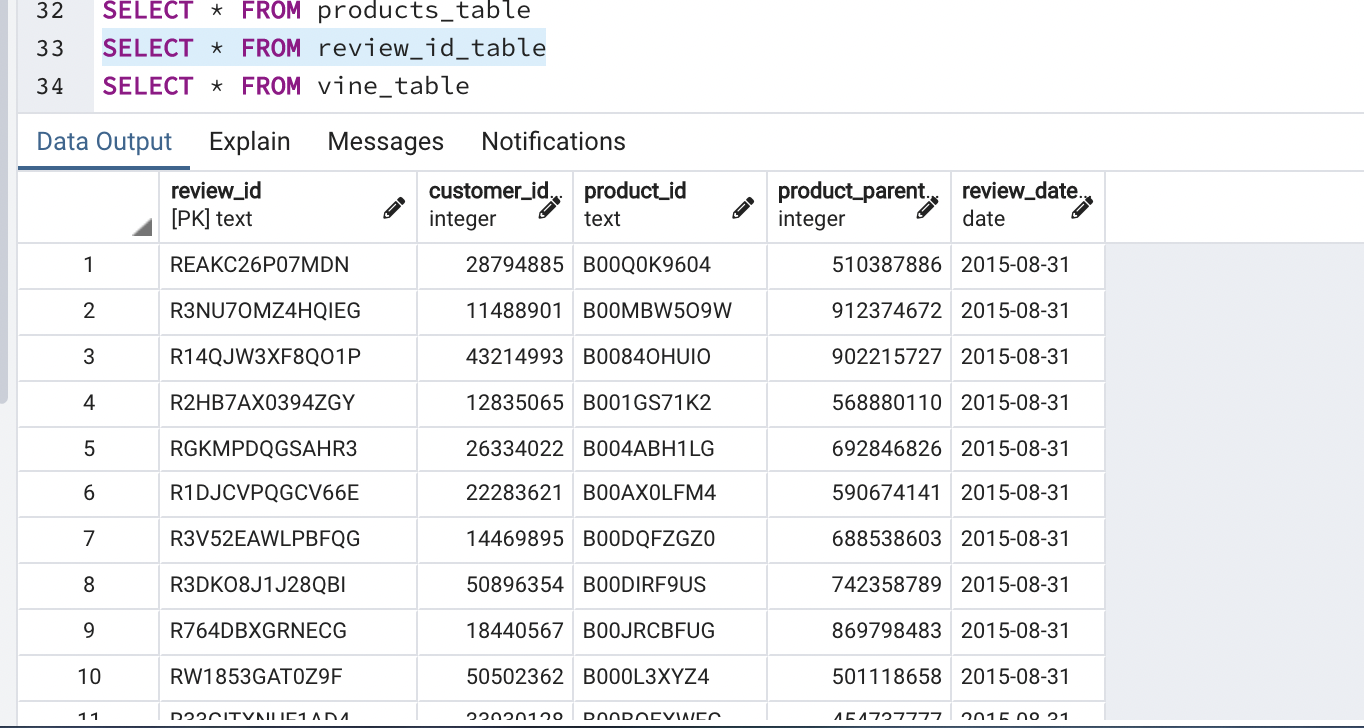 32 SELECT * FROM products_table
33 SELECT * FROM review_id_table
34 SELECT * FROM vine_table
Data Output Explain Messages Notifications
review_id customer_id... product_id product_parent... review_date...
[PK] text integer text integer date
1 REAKC26P07MDN 28794885 B00Q0K9604 510387886 2015-08-31
2 R3NU7OMZ4HQIEG 11488901 B00MBW5O9W 912374672 2015-08-31
3 R14QJW3XF8QO1P 43214993 B0084OHUIO 902215727 2015-08-31
4 R2HB7AX0394ZGY 12835065 B001GS71K2 568880110 2015-08-31
5 RGKMPDQGSAHR3 26334022 B004ABH1LG 692846826 2015-08-31
6 R1DJCVPQGCV66E 22283621 B00AX0LFM4 590674141 2015-08-31
7 R3V52EAWLPBFQG 14469895 B00DQFZGZ0 688538603 2015-08-31
8 R3DKO8J1J28QBI 50896354 B00DIRF9US 742358789 2015-08-31
9 R764DBXGRNECG 18440567 B00JRCBFUG 869798483 2015-08-31
10 RW1853GAT0Z9F 50502362 B000L3XYZ4 501118658 2015-08-31
11 2015-08-31